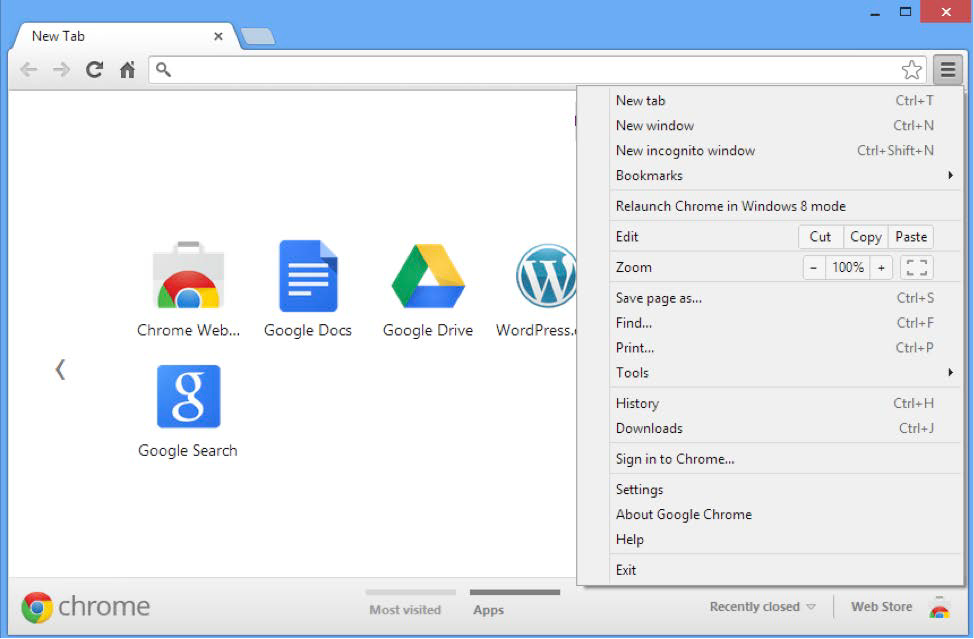 New Tab
New tab Ctrl+T
New window Ctrl+N
New incognito window Ctrl+Shift+N
Bookmarks
Relaunch Chrome in Windows 8 mode
Edit Cut Copy Paste
Zoom - 100% +
Save page as... Ctrl+S
Find... Ctrl+F
Print... Ctrl+P
Tools
History Ctrl+H
Downloads Ctrl+J
Sign in to Chrome...
Settings
About Google Chrome
Help
Exit
Chrome Web... Google Docs Google Drive WordPress.
g
Google Search
chrome
Most visited Apps
Recently closed Web Store